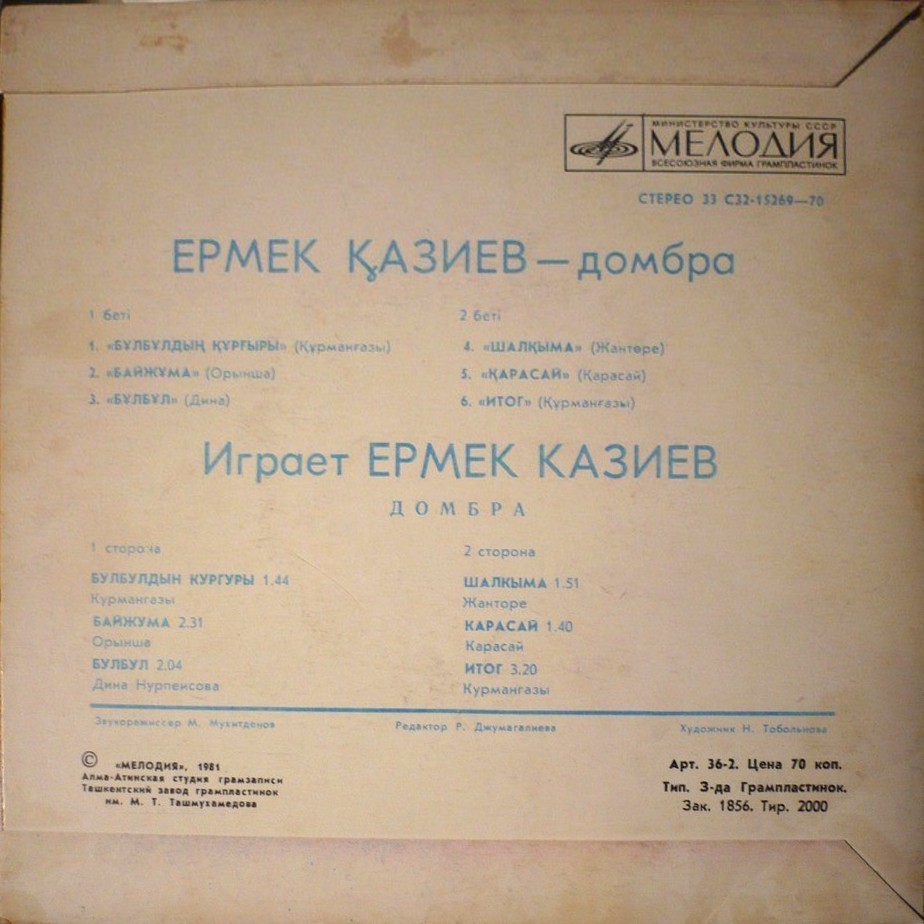 МИНИСТЕРСТВО КУЛЬТУРЫ СССР
МЕЛОДИЯ
ВСЕСОЮЗНАЯ ФИРМА ГРАМПЛАСТИНОК
СТЕРЕО 33 С32-15269—70
ЕРМЕК ҚАЗИЕВ — домбра
1 беті
1. «БҰЛБҰЛДЫҢ ҚҰРҒЫРЫ» (Құрманғазы)
2. «БАЙЖҰМА» (Орынша)
3. «БҰЛБҰЛ» (Дина)
2 беті
4. «ШАЛҚЫМА» (Жантөре)
5. «ҚАРАСАЙ» (Қарасай)
6. «ИТОГ» (Құрманғазы)
Играет ЕРМЕК КАЗИЕВ
ДОМБРА
1 сторона
БУЛБУЛДЫН КУРГУРЫ 1.44
Курмангазы
БАЙЖУМА 2.31
Орынша
БУЛБУЛ 2.04
Дина Нурпеисова
2 сторона
ШАЛКЫМА 1.51
Жанторе
КАРАСАЙ 1.40
Карасай
ИТОГ 3.20
Курмангазы
Звукорежиссер М. Мухитденов
Редактор Р. Джумагалиева
Художник Н. Тобольнова
© «МЕЛОДИЯ», 1981
Алма-Атинская студия грамзаписи
Ташкентский завод грампластинок
им. М. Т. Ташмухамедова
Арт. 36-2. Цена 70 коп.
Тип. З-да Грампластинок.
Зак. 1856. Тир. 2000